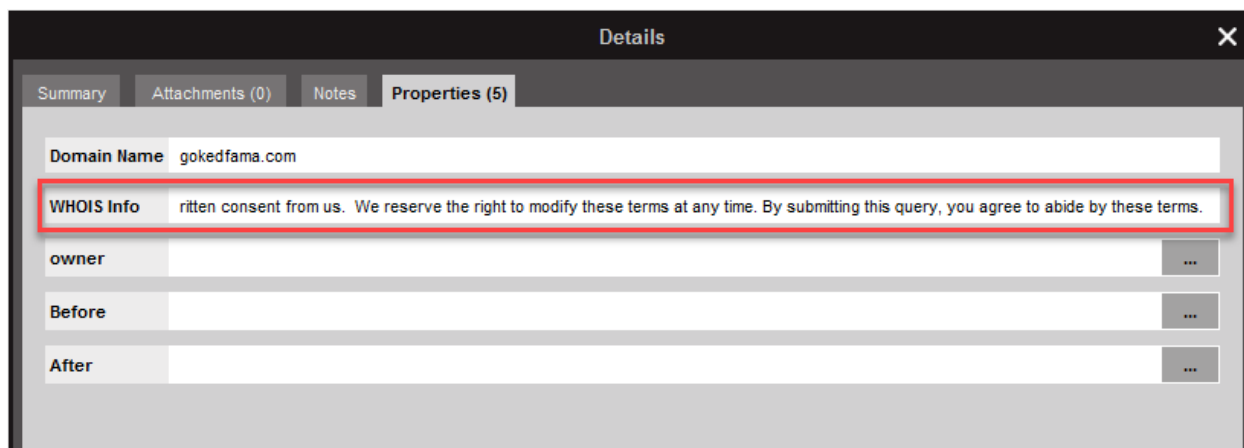 Details
Summary Attachments (0) Notes Properties (5)
Domain Name gokedfama.com
WHOIS Info ritten consent from us.  We reserve the right to modify these terms at any time. By submitting this query, you agree to abide by these terms.
owner ...
Before ...
After ...